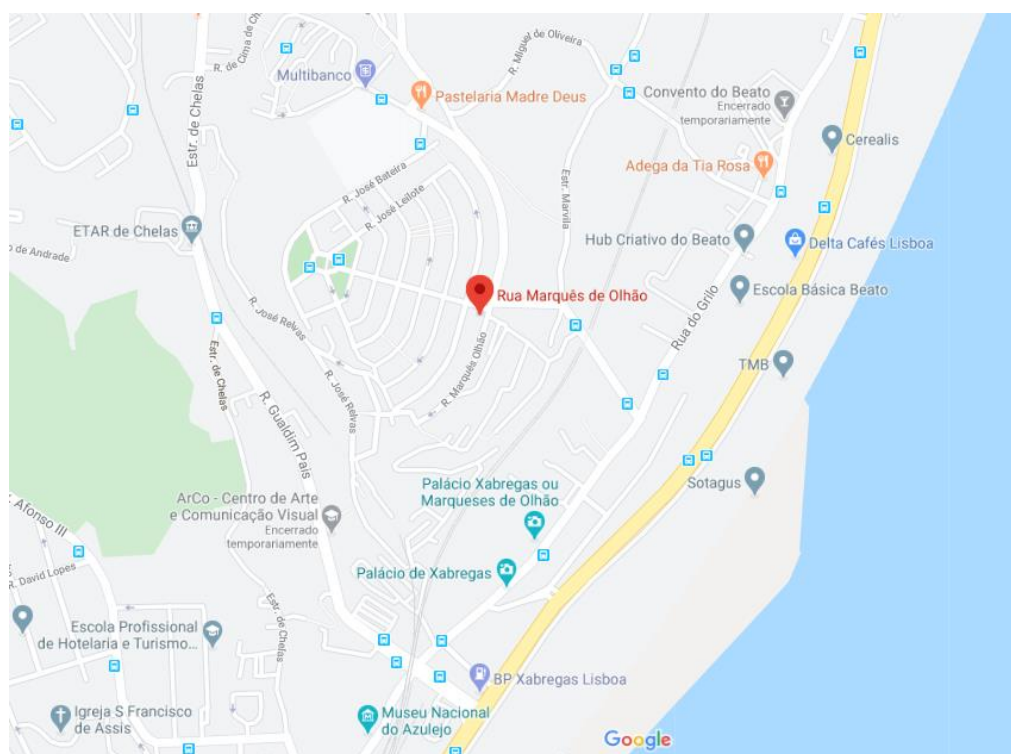 R. de Cima de Che
Multibanco
Pastelaria Madre Deus
R. Miguel de Oliveira
Convento do Beato
Encerrado
temporariamente
Cerealis
Estr. de Chelas
R. José Bateira
R. José Leilote
Estr. Marvila
Adega da Tia Rosa
ETAR de Chelas
o de Andrade
Hub Criativo do Beato
Delta Cafés Lisboa
Rua Marquês de Olhão
Escola Básica Beato
R. José Relvas
Rua do Grilo
Estr. de Chelas
R. José Relvas
R. Marquês Olhão
TMB
R. Gualdim Pais
Palácio Xabregas ou
Marqueses de Olhão
Sotagus
ArCo - Centro de Arte
e Comunicação Visual
Encerrado
temporariamente
Afonso III
Palácio de Xabregas
R. David Lopes
Estr. de Chelas
Escola Profissional
de Hotelaria e Turismo...
BP Xabregas Lisboa
Igreja S Francisco
de Assis
Museu Nacional
do Azulejo
Google